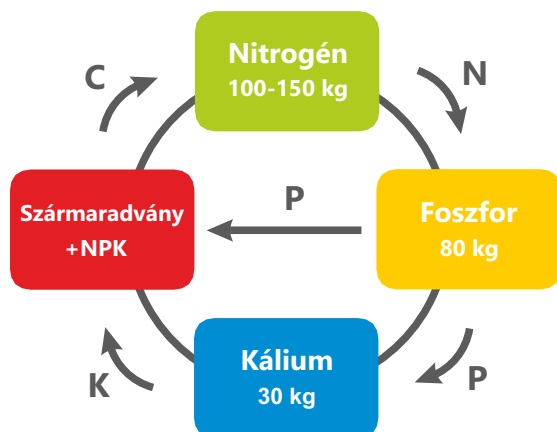 Nitrogén
100-150 kg
C
N
Szármaradvány
+NPK
P
Foszfor
80 kg
Kálium
30 kg
K
P